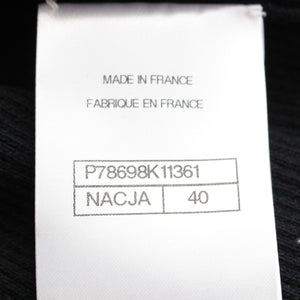 MADE IN FRANCE
FABRIQUE EN FRANCE
P78698K11361
NACJA 40